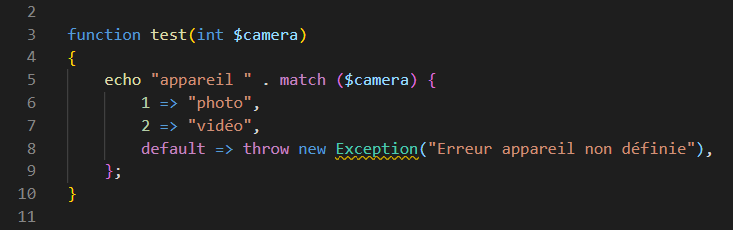 2
3 function test(int $camera)
4 {
5 echo "appareil " . match ($camera) {
6 1 => "photo",
7 2 => "vidéo",
8 default => throw new Exception("Erreur appareil non définie"),
9 };
10 }
11